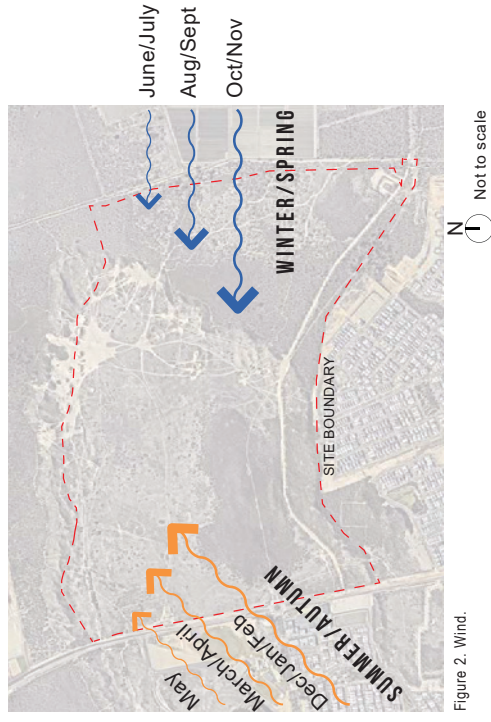 June/July
Aug/Sept
Oct/Nov
WINTER/SPRING
SITE BOUNDARY
May
March/April
Dec/Jan/Feb
SUMMER/AUTUMN
N
Not to scale
Figure 2. Wind.